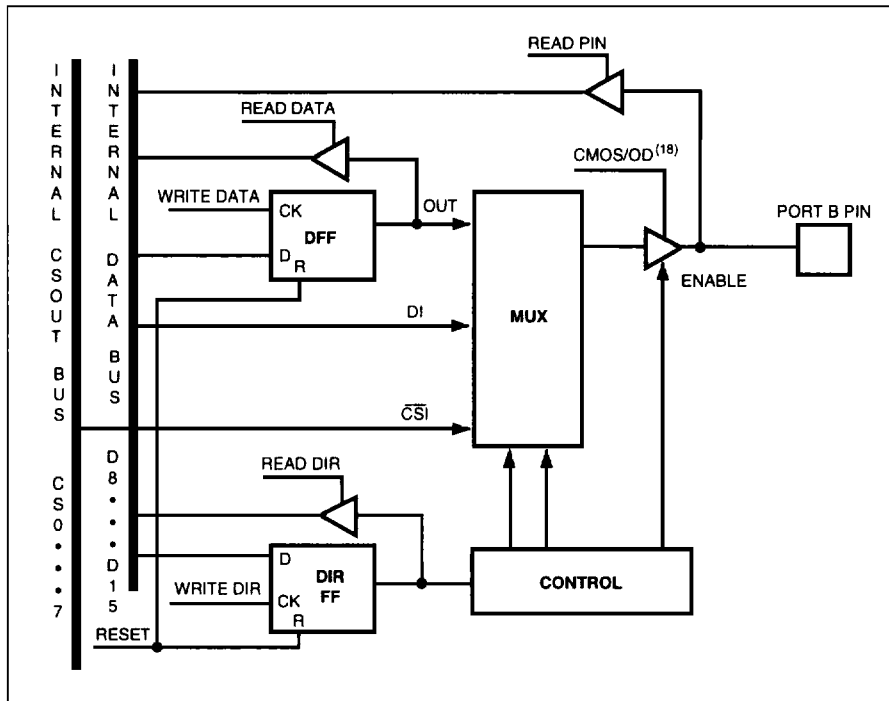 INTERNAL CSOUT BUS CS0••••7
INTERNAL DATA BUS D8•••D15
READ PIN
READ DATA
CMOS/OD(18)
WRITE DATA
CK
DFF
D
R
OUT
PORT B PIN
ENABLE
DI
MUX
CSI
READ DIR
D
DIR
FF
WRITE DIR
CK
R
CONTROL
RESET